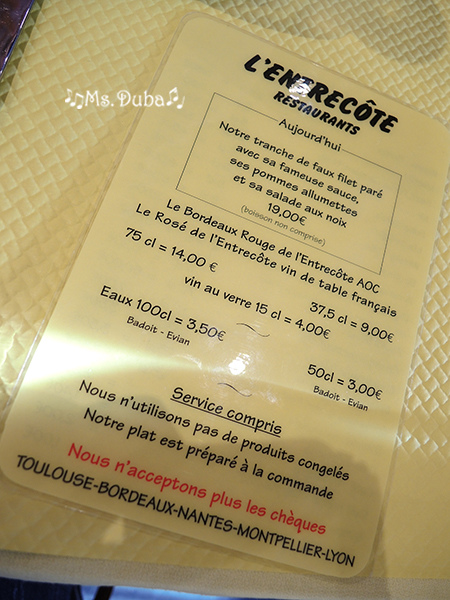 ♫Ms.Duba♫
L'ENTRECÔTE
RESTAURANTS
Aujourd'hui
Notre tranche de faux filet paré
avec sa fameuse sauce,
ses pommes allumettes
et sa salade aux noix
19,00€
(boisson non comprise)
Le Bordeaux Rouge de l'Entrecôte AOC
Le Rosé de l'Entrecôte vin de table français
75 cl = 14,00 € 37,5 cl = 9,00€
vin au verre 15 cl = 4,00€
Eaux 100cl = 3,50€ 50cl = 3,00€
Badoit - Evian Badoit - Evian
Service compris
Nous n'utilisons pas de produits congelés
Notre plat est préparé à la commande
Nous n'acceptons plus les chèques
TOULOUSE-BORDEAUX-NANTES-MONTPELLIER-LYON